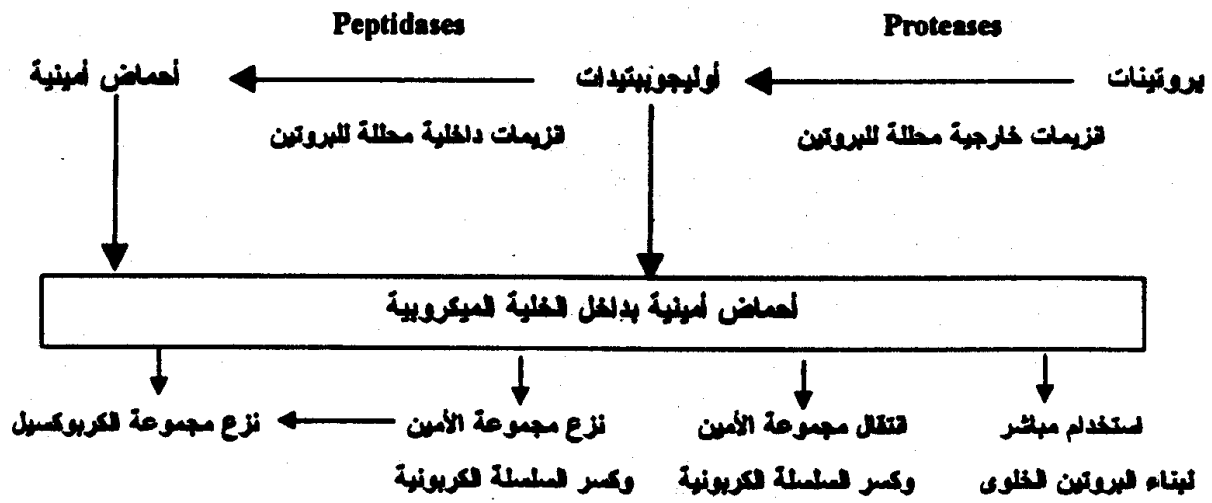 Proteases Peptidases
بروتينات أوليجوببتيدات أحماض أمينية
انزيمات خارجية محللة للبروتين انزيمات داخلية محللة للبروتين
أحماض أمينية بداخل الخلية الميكروبية
استخدام مباشر انتقال مجموعة الأمين نزع مجموعة الأمين نزع مجموعة الكربوكسيل
لبناء البروتين الخلوى وكسر السلسلة الكربونية وكسر السلسلة الكربونية